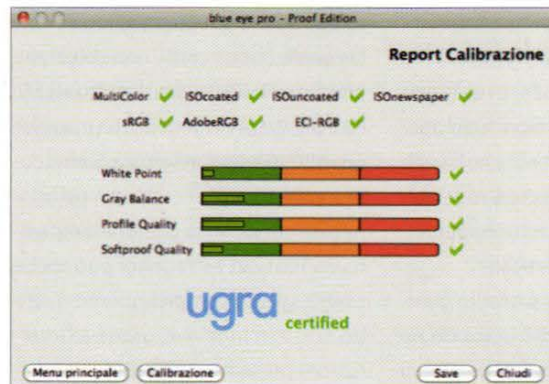 blue eye pro - Proof Edition
Report Calibrazione
MultiColor ISOcoated ISOuncoated ISOnewspaper
sRGB AdobeRGB ECI-RGB
White Point
Gray Balance
Profile Quality
Softproof Quality
ugra certified
Menu principale Calibrazione Save Chiudi